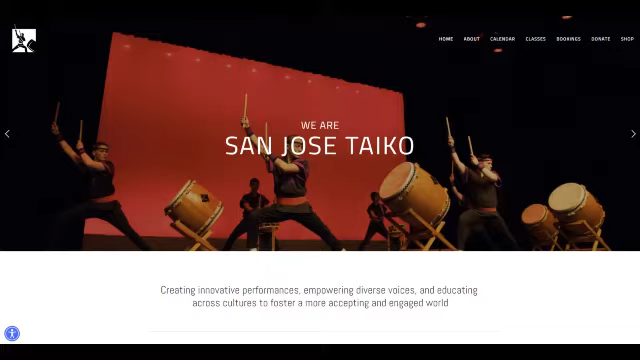 HOME ABOUT CALENDAR CLASSES BOOKINGS DONATE SHOP
WE ARE
SAN JOSE TAIKO
Creating innovative performances, empowering diverse voices, and educating
across cultures to foster a more accepting and engaged world